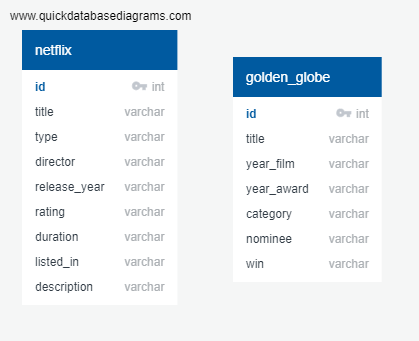 www.quickdatabasediagrams.com
netflix
id int
title varchar
type varchar
director varchar
release_year varchar
rating varchar
duration varchar
listed_in varchar
description varchar
golden_globe
id int
title varchar
year_film varchar
year_award varchar
category varchar
nominee varchar
win varchar